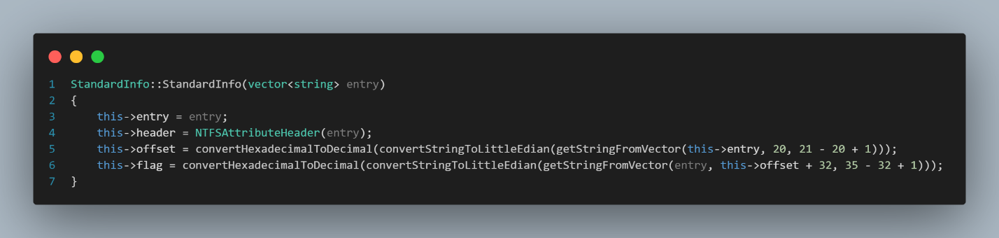 1 StandardInfo::StandardInfo(vector<string> entry)
2 {
3     this->entry = entry;
4     this->header = NTFSAttributeHeader(entry);
5     this->offset = convertHexadecimalToDecimal(convertStringToLittleEdian(getStringFromVector(this->entry, 20, 21 - 20 + 1)));
6     this->flag = convertHexadecimalToDecimal(convertStringToLittleEdian(getStringFromVector(entry, this->offset + 32, 35 - 32 + 1)));
7 }